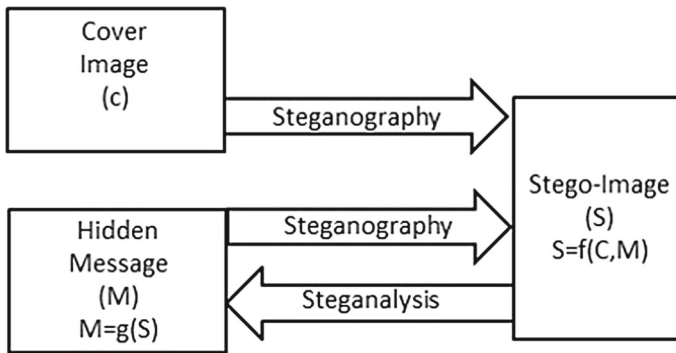 Cover
Image
(c)
Steganography
Steganography
Hidden
Message
(M)
M=g(S)
Steganalysis
Stego-Image
(S)
S=f(C,M)